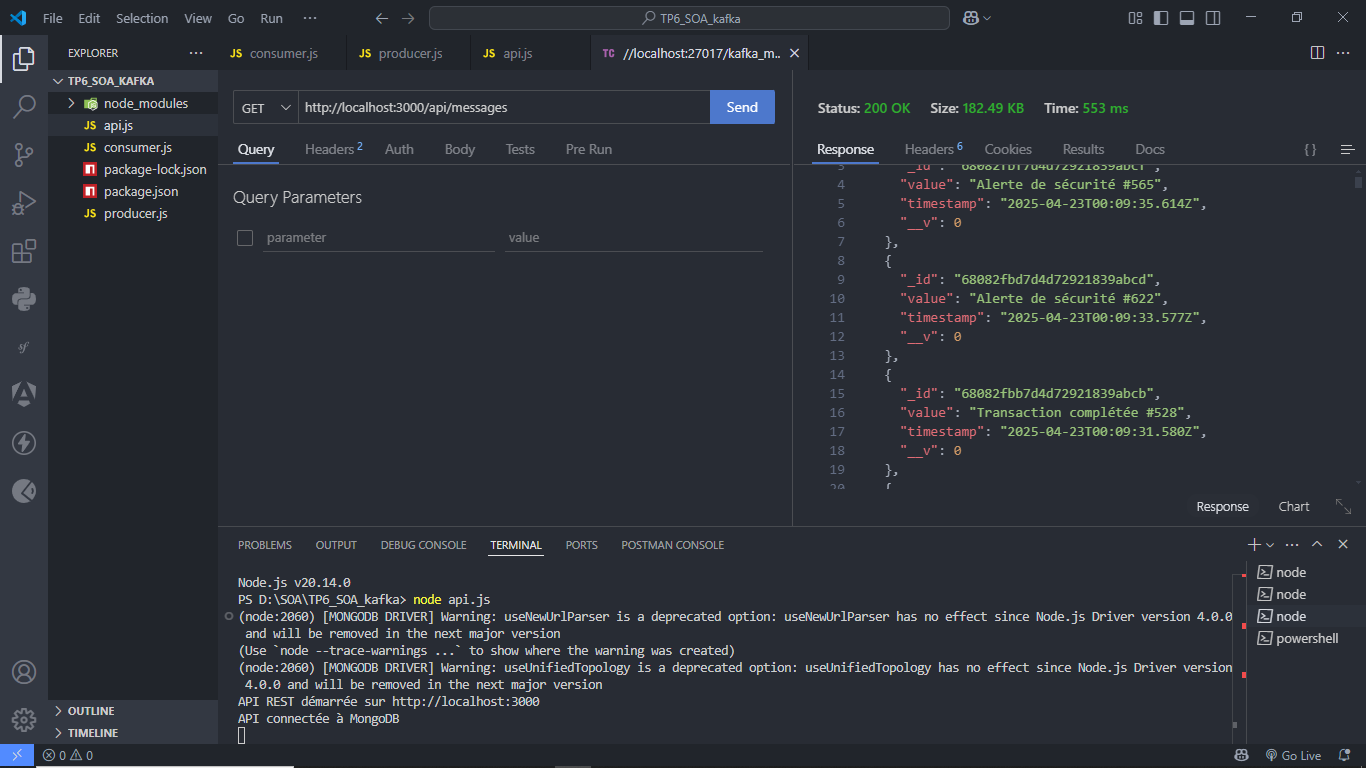 File Edit Selection View Go Run ··· TP6_SOA_kafka
EXPLORER ···
TP6_SOA_KAFKA
node_modules
JS api.js
JS consumer.js
package-lock.json
package.json
JS producer.js
OUTLINE
TIMELINE
JS consumer.js JS producer.js JS api.js TC //localhost:27017/kafka_m..
GET http://localhost:3000/api/messages Send
Query Headers 2 Auth Body Tests Pre Run
Query Parameters
parameter value
Status: 200 OK Size: 182.49 KB Time: 553 ms
Response Headers 6 Cookies Results Docs { }
3 "_id": "68082fbf7d4d72921839abcf",
4 "value": "Alerte de sécurité #565",
5 "timestamp": "2025-04-23T00:09:35.614Z",
6 "__v": 0
7 },
8 {
9 "_id": "68082fbd7d4d72921839abcd",
10 "value": "Alerte de sécurité #622",
11 "timestamp": "2025-04-23T00:09:33.577Z",
12 "__v": 0
13 },
14 {
15 "_id": "68082fbb7d4d72921839abcb",
16 "value": "Transaction complétée #528",
17 "timestamp": "2025-04-23T00:09:31.580Z",
18 "__v": 0
19 },
20 {
Response Chart
PROBLEMS OUTPUT DEBUG CONSOLE TERMINAL PORTS POSTMAN CONSOLE
Node.js v20.14.0
PS D:\SOA\TP6_SOA_kafka> node api.js
(node:2060) [MONGODB DRIVER] Warning: useNewUrlParser is a deprecated option: useNewUrlParser has no effect since Node.js Driver version 4.0.0
and will be removed in the next major version
(Use `node --trace-warnings ...` to show where the warning was created)
(node:2060) [MONGODB DRIVER] Warning: useUnifiedTopology is a deprecated option: useUnifiedTopology has no effect since Node.js Driver version
4.0.0 and will be removed in the next major version
API REST démarrée sur http://localhost:3000
API connectée à MongoDB
node
node
node
powershell
0 0 Go Live